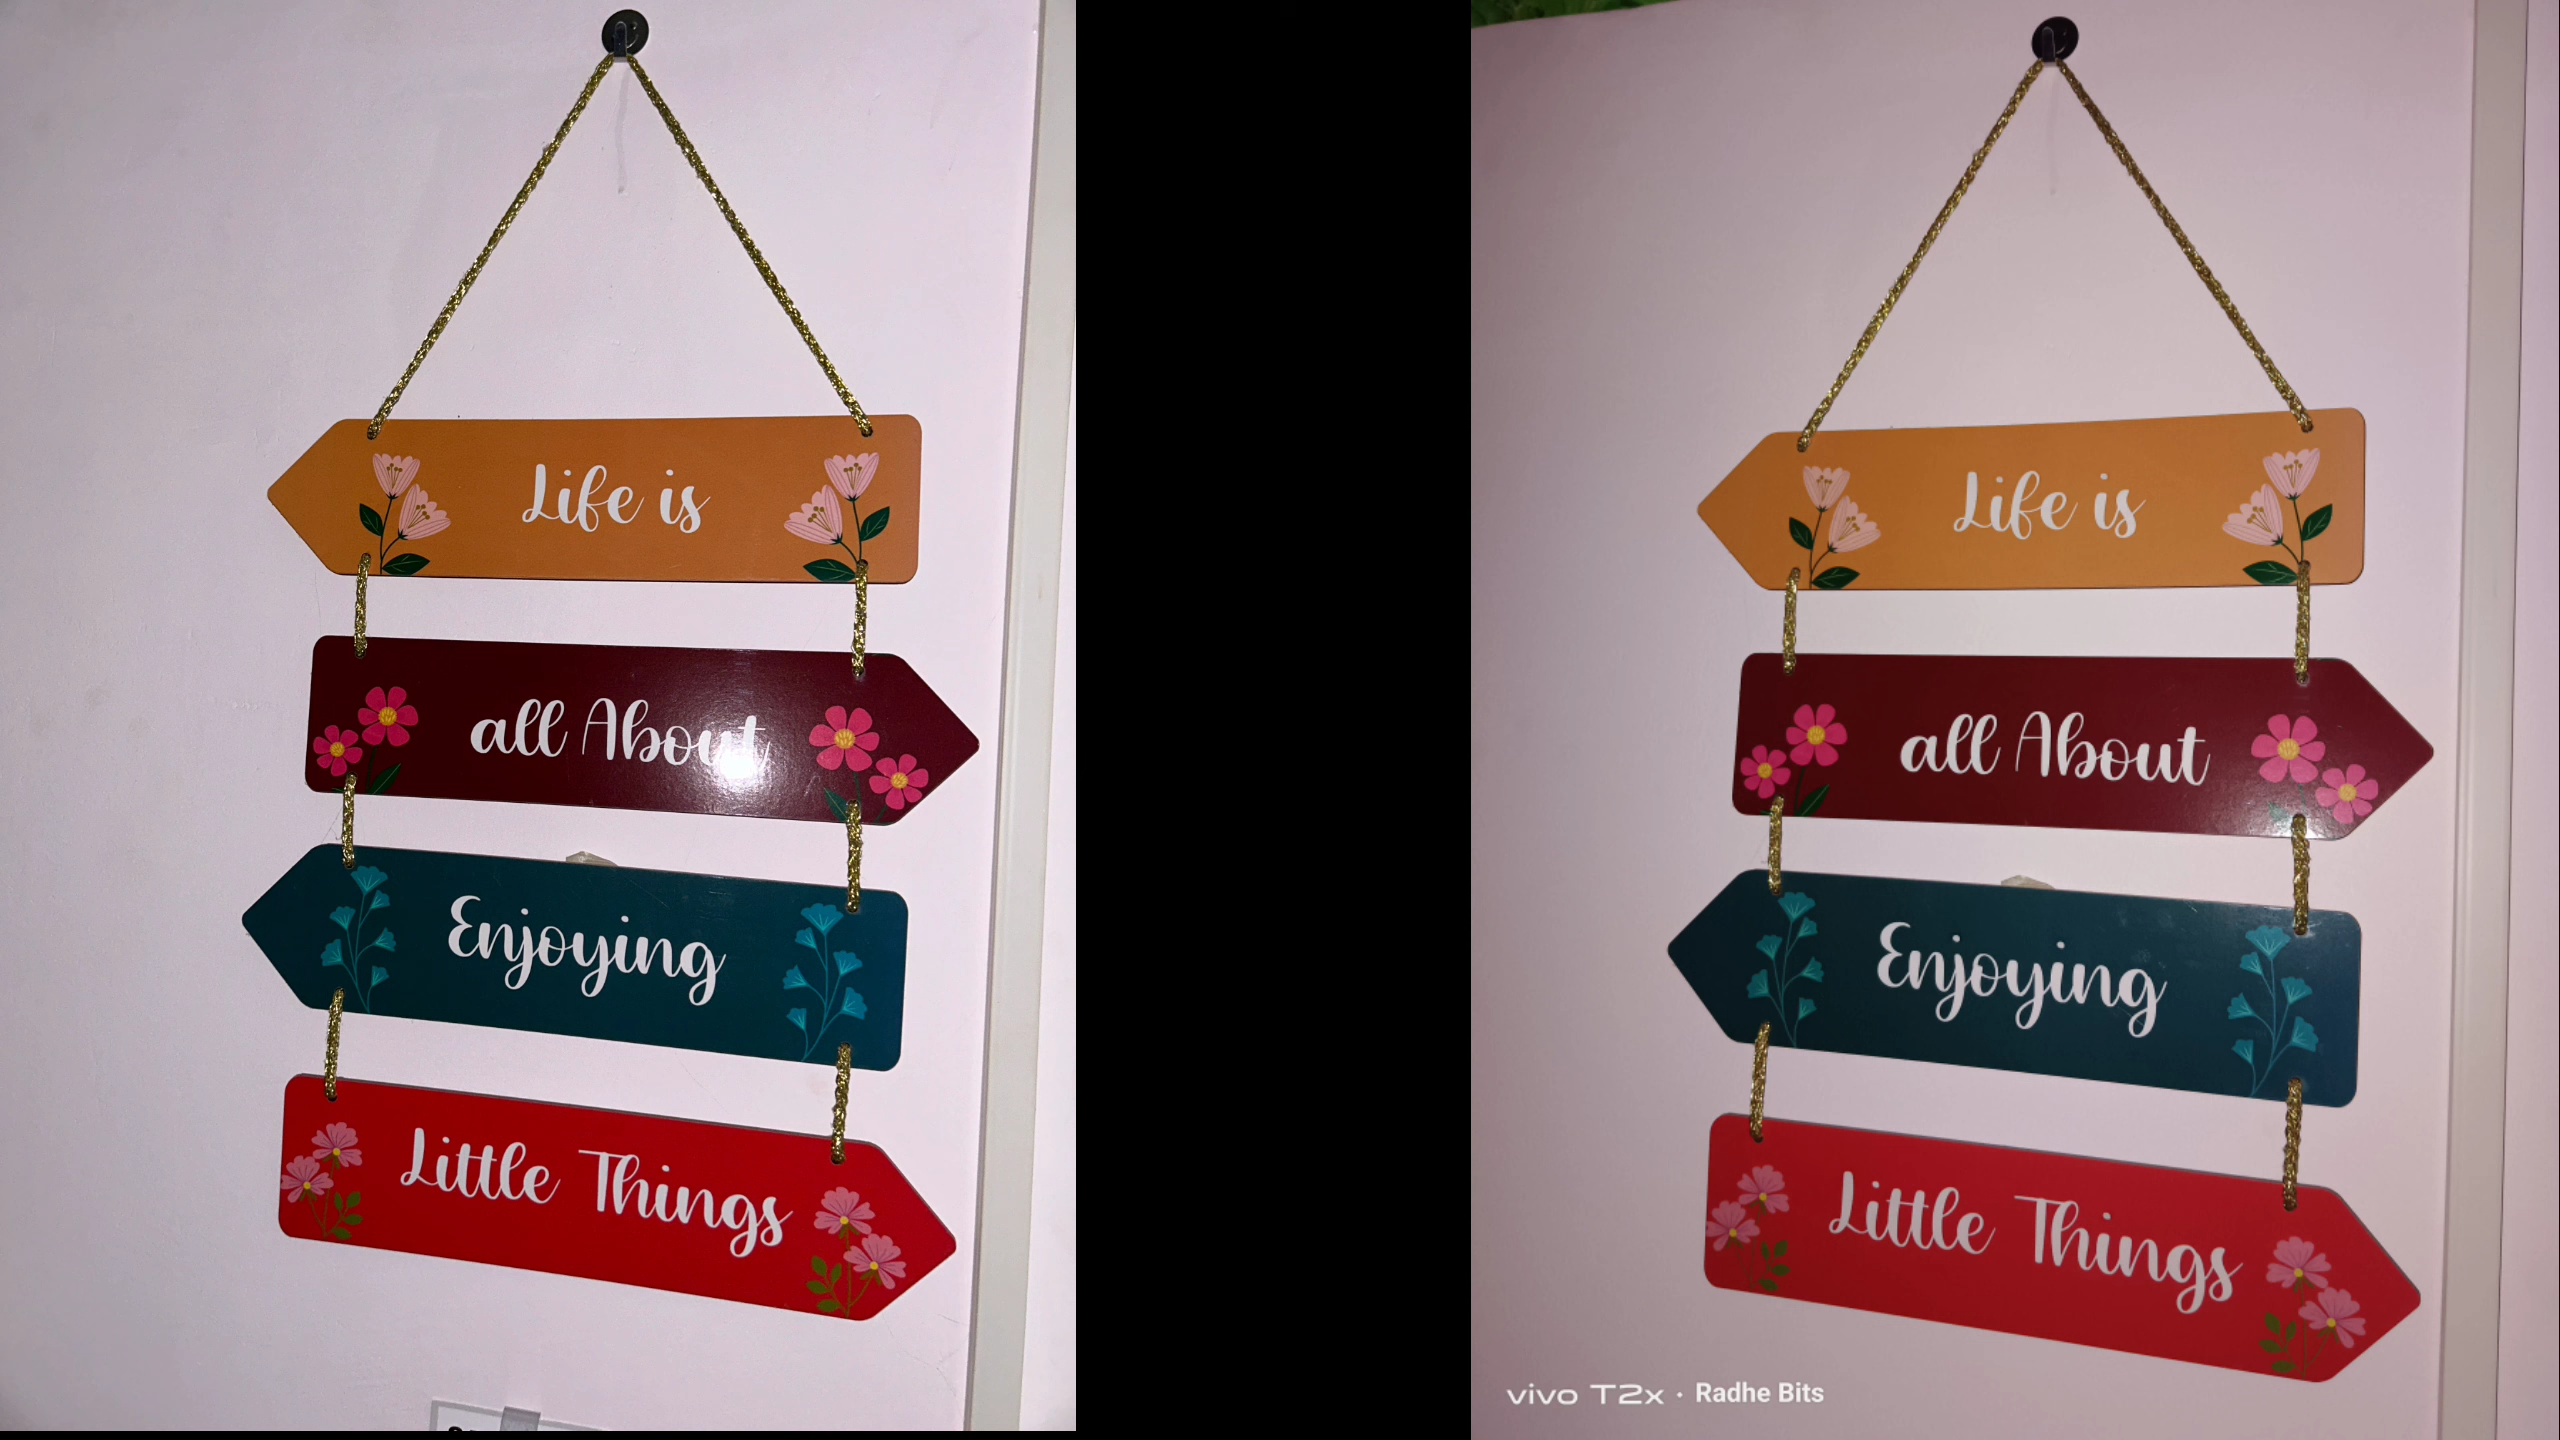 Life is
all About
Enjoying
Little Things
Life is
all About
Enjoying
Little Things
vivo T2x · Radhe Bits